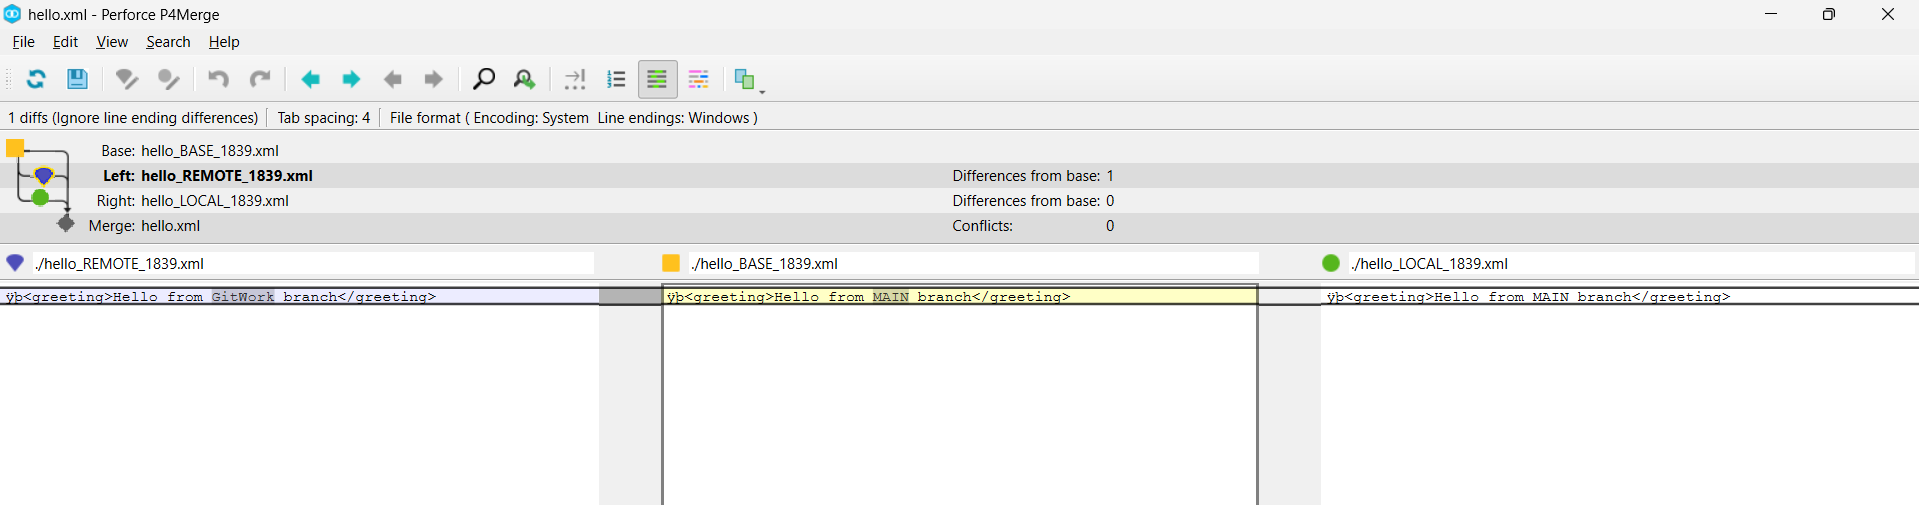 hello.xml - Perforce P4Merge
File Edit View Search Help
1 diffs (Ignore line ending differences) Tab spacing: 4 File format ( Encoding: System Line endings: Windows )
Base: hello_BASE_1839.xml
Left: hello_REMOTE_1839.xml Differences from base: 1
Right: hello_LOCAL_1839.xml Differences from base: 0
Merge: hello.xml Conflicts: 0
./hello_REMOTE_1839.xml ./hello_BASE_1839.xml ./hello_LOCAL_1839.xml
ÿþ<greeting>Hello from GitWork branch</greeting> ÿþ<greeting>Hello from MAIN branch</greeting> ÿþ<greeting>Hello from MAIN branch</greeting>